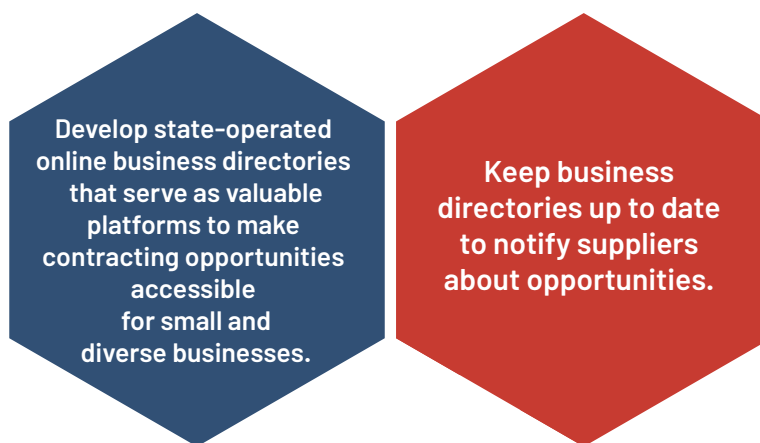 Develop state-operated
online business directories
that serve as valuable
platforms to make
contracting opportunities
accessible
for small and
diverse businesses.
Keep business
directories up to date
to notify suppliers
about opportunities.